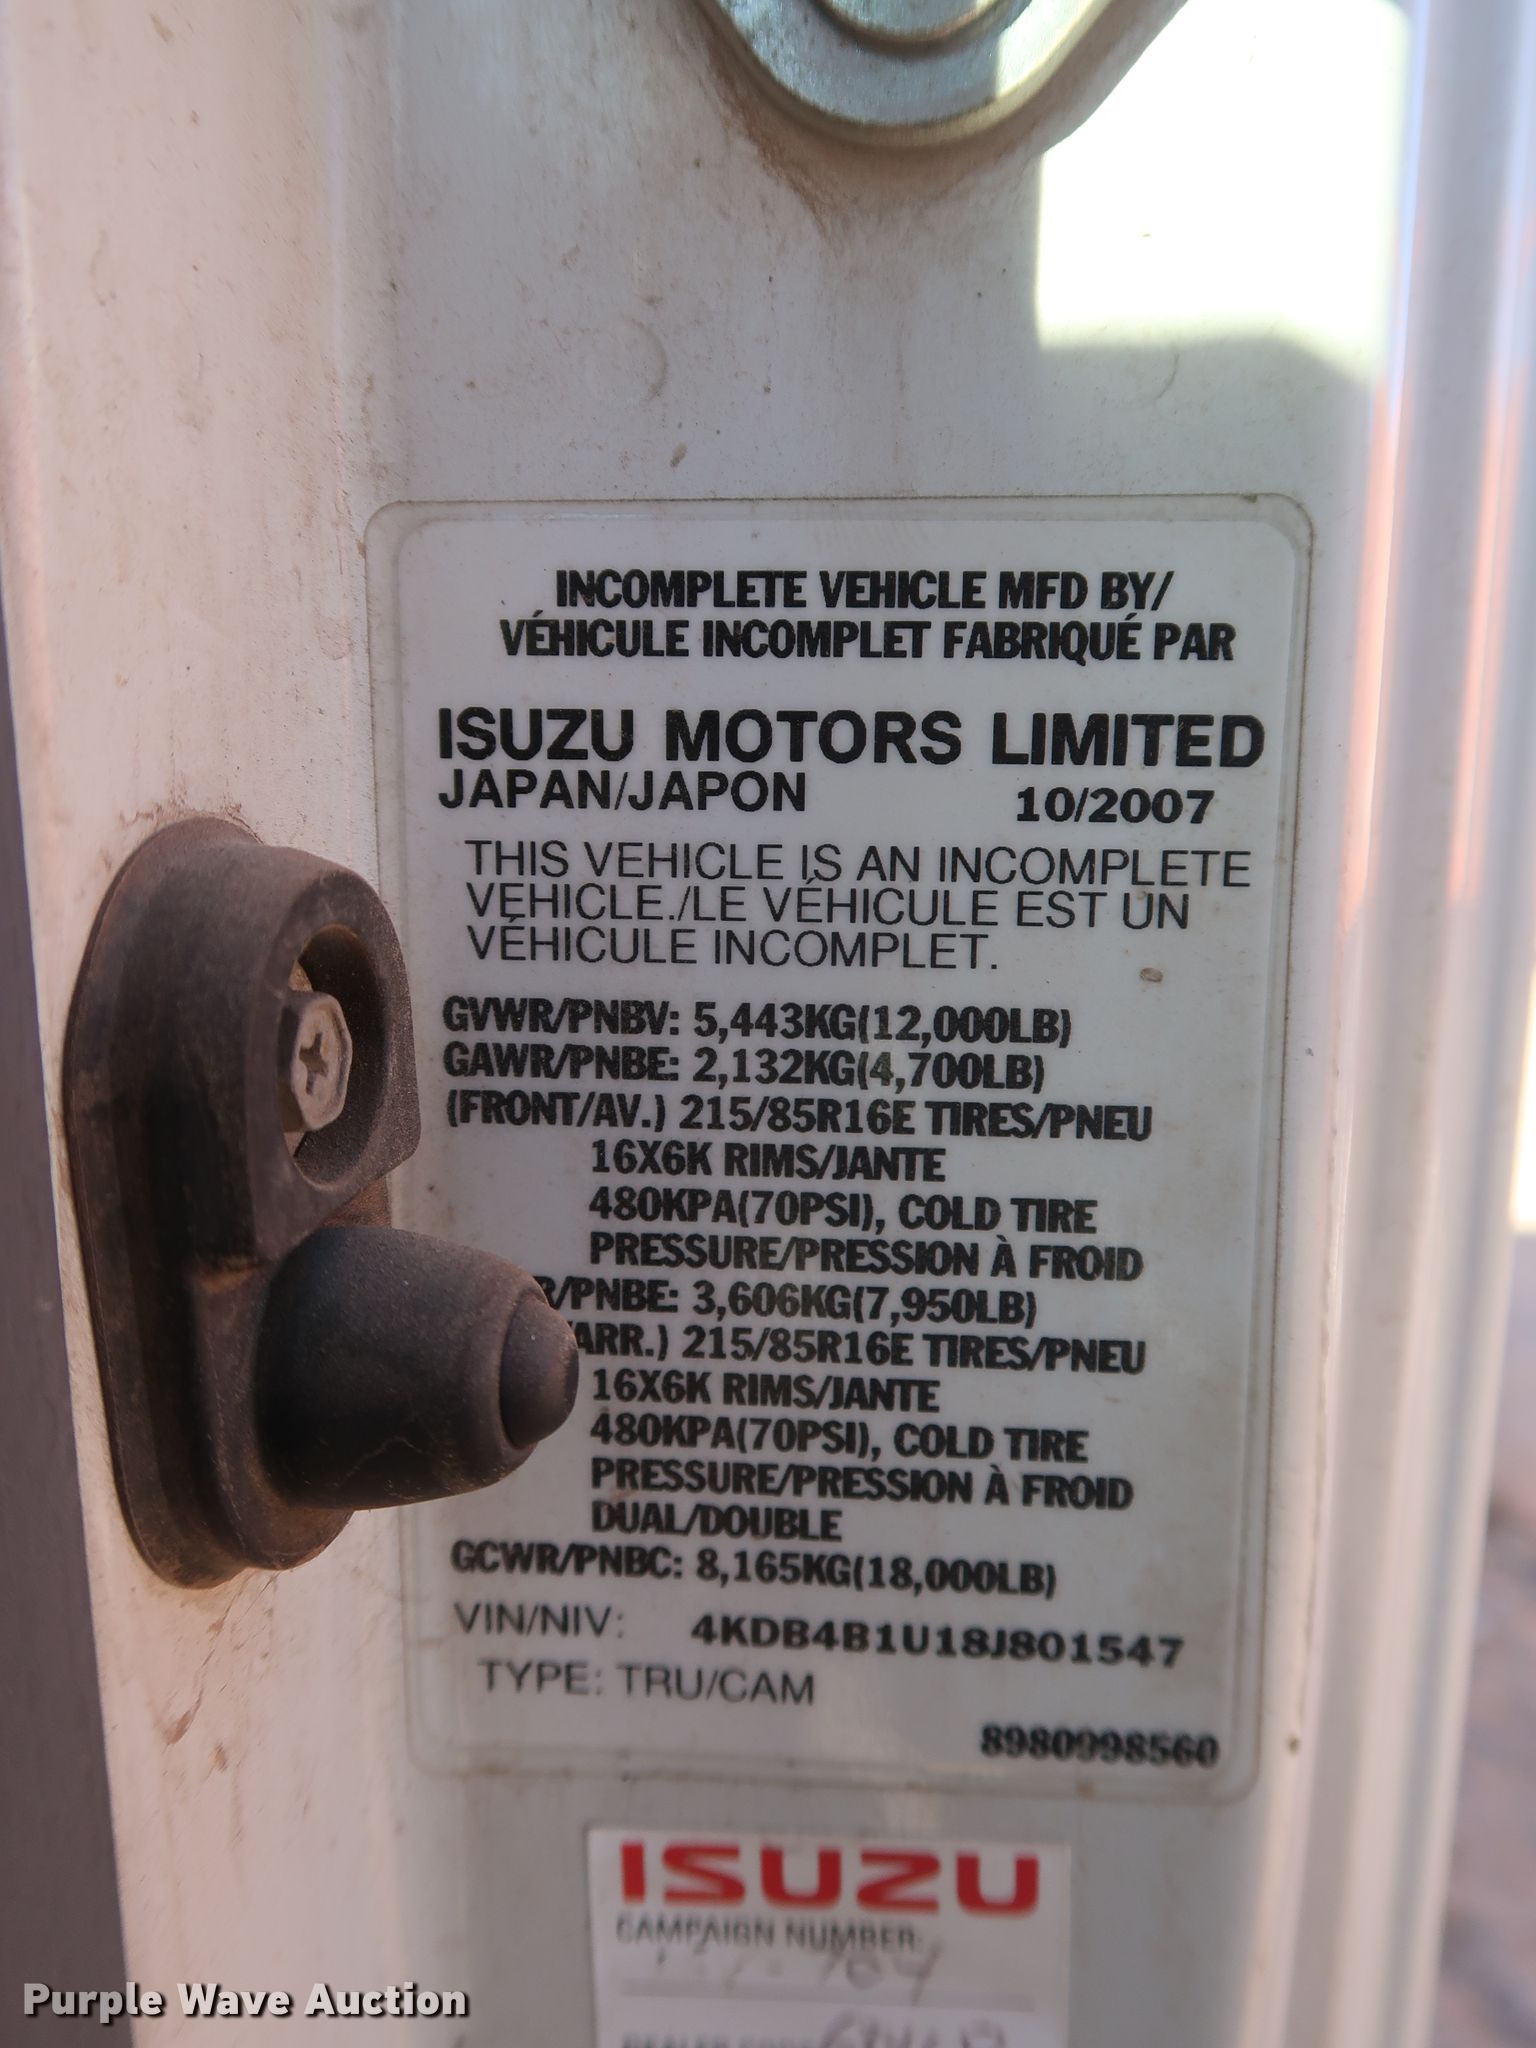 INCOMPLETE VEHICLE MFD BY/
VÉHICULE INCOMPLET FABRIQUÉ PAR
ISUZU MOTORS LIMITED
JAPAN/JAPON 10/2007
THIS VEHICLE IS AN INCOMPLETE
VEHICLE./LE VÉHICULE EST UN
VÉHICULE INCOMPLET.
GVWR/PNBV: 5,443KG(12,000LB)
GAWR/PNBE: 2,132KG(4,700LB)
(FRONT/AV.) 215/85R16E TIRES/PNEU
16X6K RIMS/JANTE
480KPA(70PSI), COLD TIRE
PRESSURE/PRESSION À FROID
R/PNBE: 3,606KG(7,950LB)
ARR.) 215/85R16E TIRES/PNEU
16X6K RIMS/JANTE
480KPA(70PSI), COLD TIRE
PRESSURE/PRESSION À FROID
DUAL/DOUBLE
GCWR/PNBC: 8,165KG(18,000LB)
VIN/NIV: 4KDB4B1U18J801547
TYPE: TRU/CAM
8980998560
ISUZU
CAMPAIGN NUMBER:
Purple Wave Auction